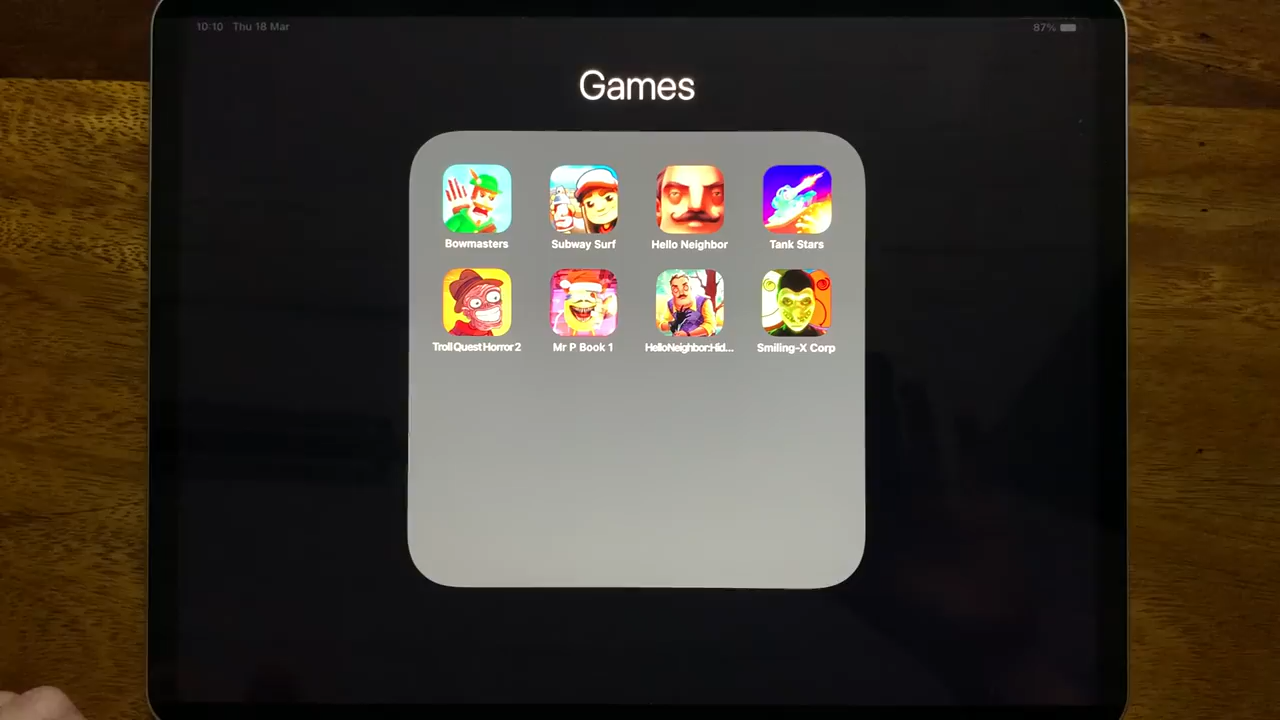 10:10 Thu 18 Mar
87%
Games
Bowmasters
Subway Surf
Hello Neighbor
Tank Stars
Troll Quest Horror 2
Mr P Book 1
HelloNeighbor:Hid...
Smiling-X Corp